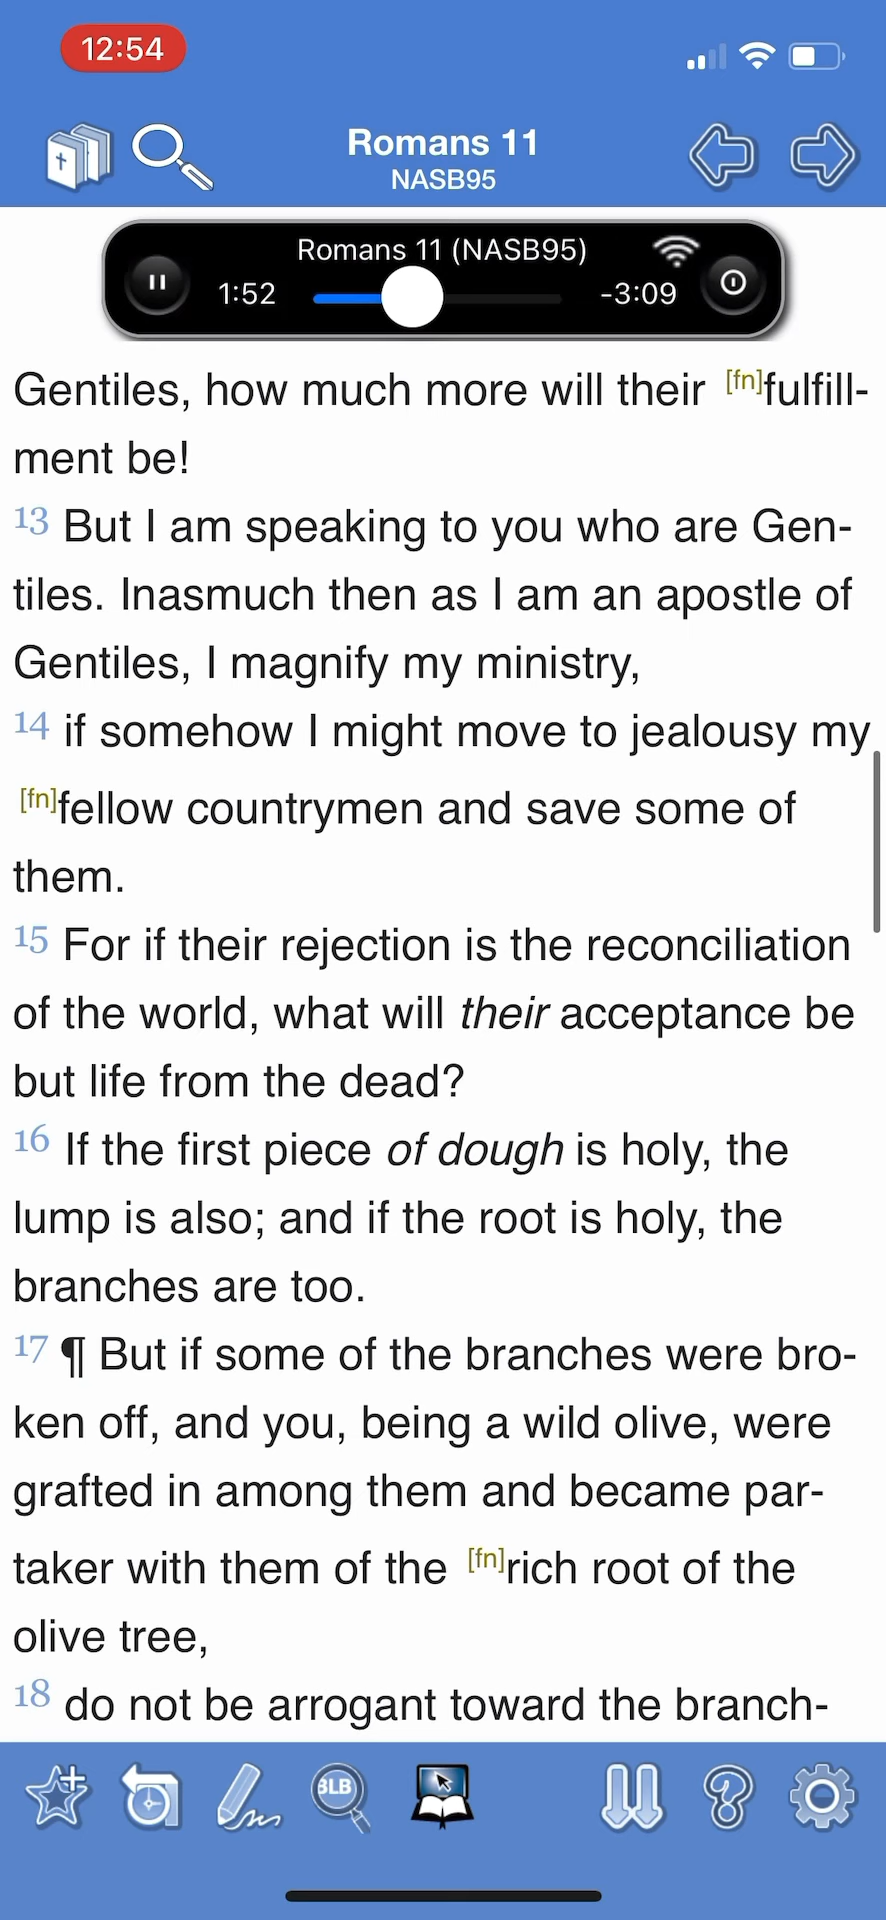 12:54
Romans 11
NASB95
Romans 11 (NASB95)
1:52
-3:09
Gentiles, how much more will their [fn]fulfill-
ment be!
13 But I am speaking to you who are Gen-
tiles. Inasmuch then as I am an apostle of
Gentiles, I magnify my ministry,
14 if somehow I might move to jealousy my
[fn]fellow countrymen and save some of
them.
15 For if their rejection is the reconciliation
of the world, what will their acceptance be
but life from the dead?
16 If the first piece of dough is holy, the
lump is also; and if the root is holy, the
branches are too.
17 ¶ But if some of the branches were bro-
ken off, and you, being a wild olive, were
grafted in among them and became par-
taker with them of the [fn]rich root of the
olive tree,
18 do not be arrogant toward the branch-
BLB